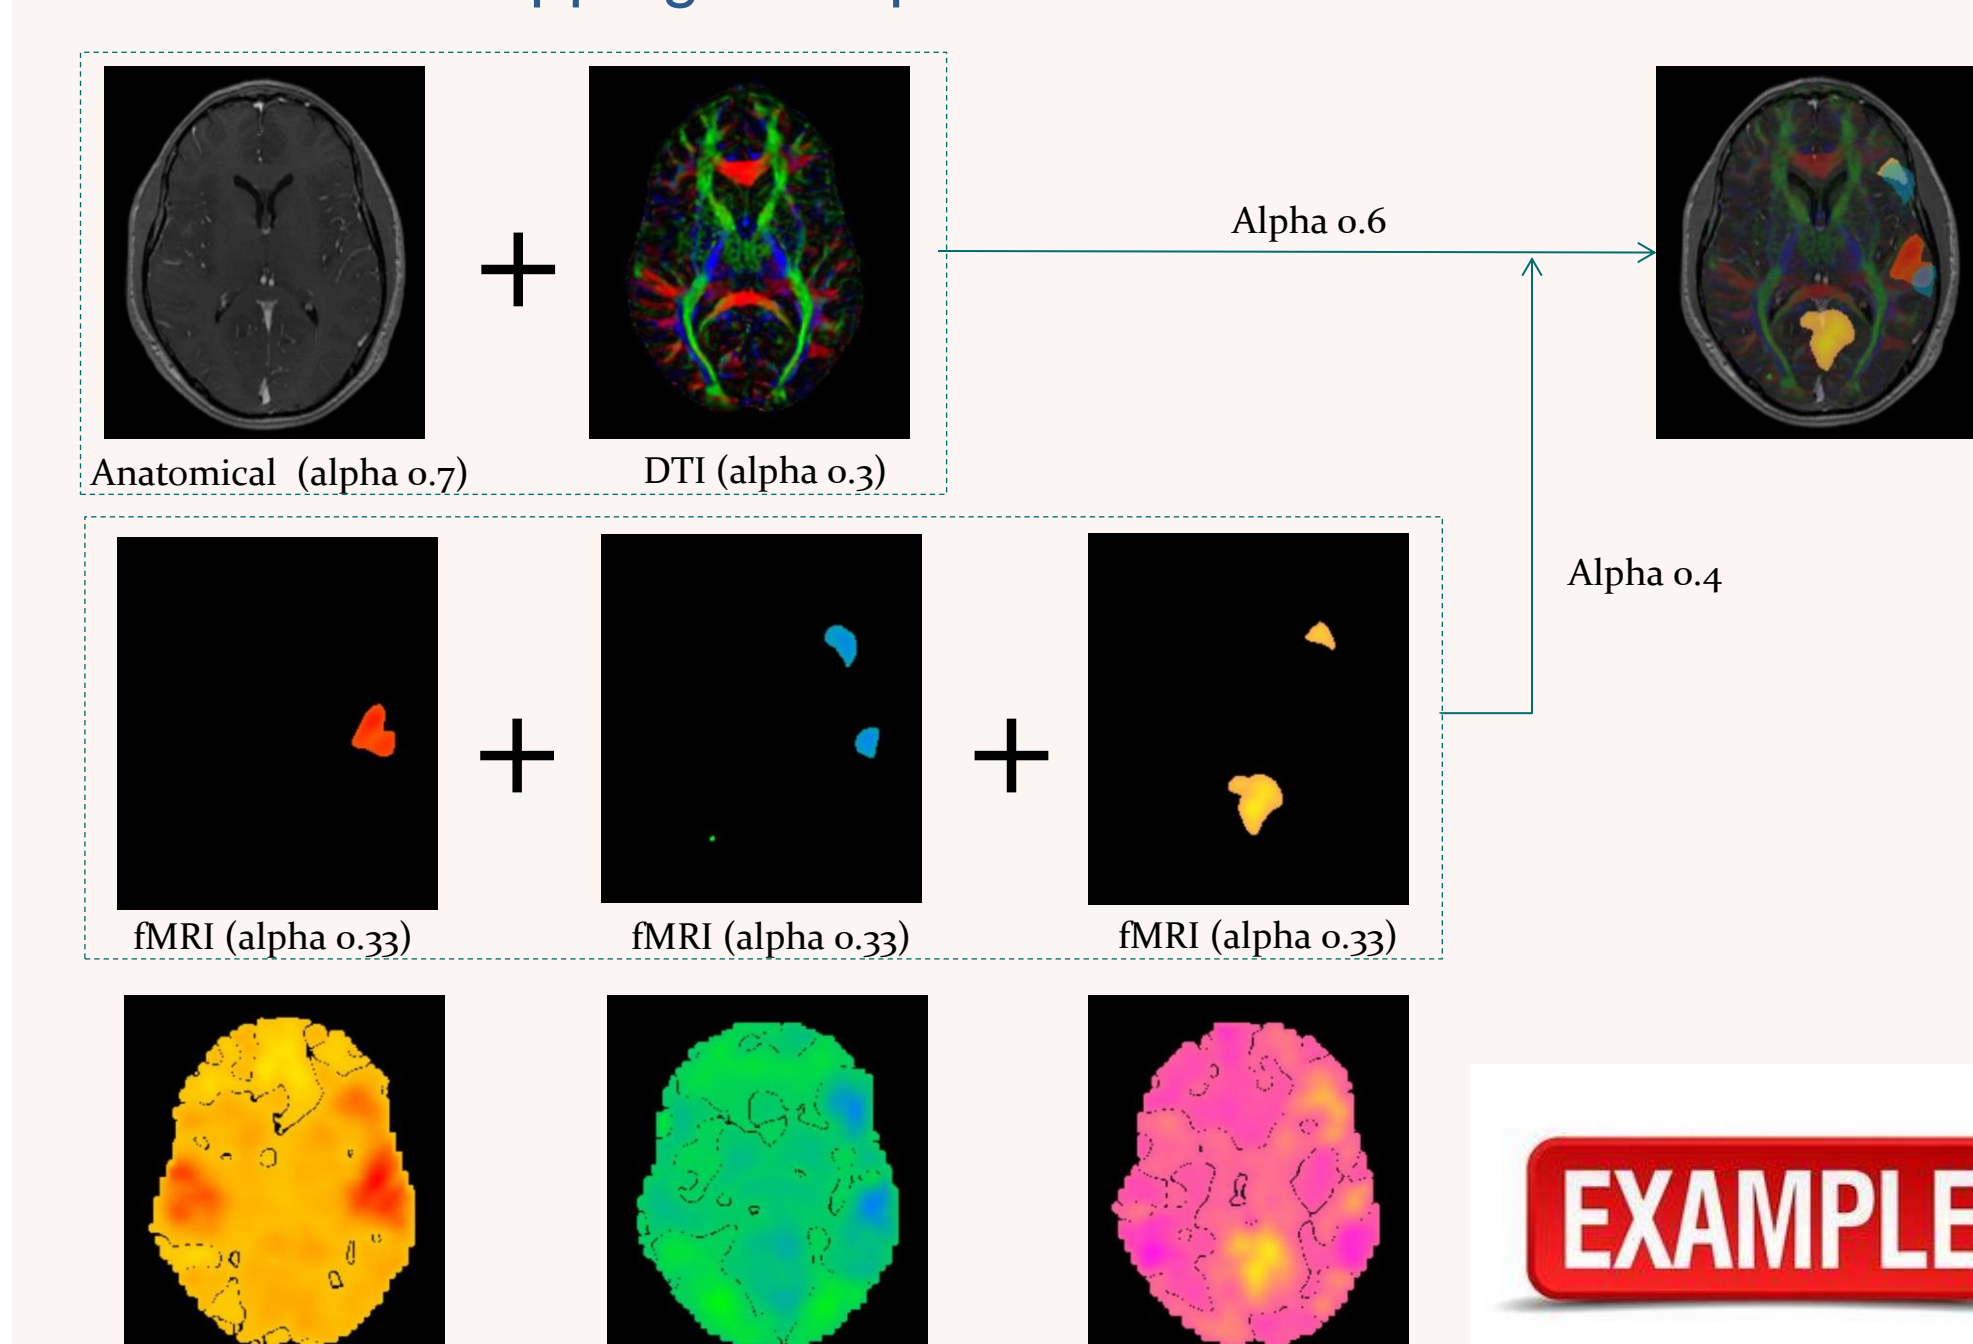 Alpha 0.6
Anatomical (alpha 0.7)
DTI (alpha 0.3)
Alpha 0.4
fMRI (alpha 0.33)
fMRI (alpha 0.33)
fMRI (alpha 0.33)
EXAMPLE